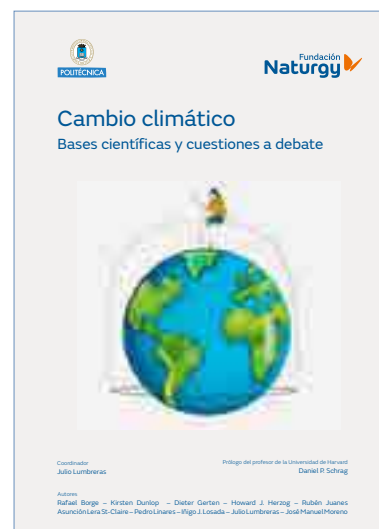 POLITÉCNICA
Fundación
Naturgy
Cambio climático
Bases científicas y cuestiones a debate
Coordinador
Julio Lumbreras
Prólogo del profesor de la Universidad de Harvard
Daniel P. Schrag
Autores
Rafael Borge – Kirsten Dunlop – Dieter Gerten – Howard J. Herzog – Rubén Juanes
Asunción Lera St-Claire – Pedro Linares – Iñigo J. Losada – Julio Lumbreras – José Manuel Moreno